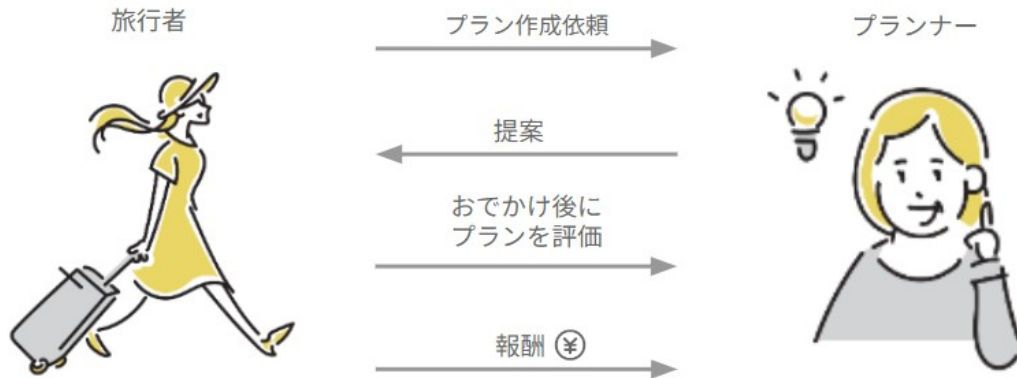 旅行者
プラン作成依頼
プランナー
提案
おでかけ後に
プランを評価
報酬 ¥